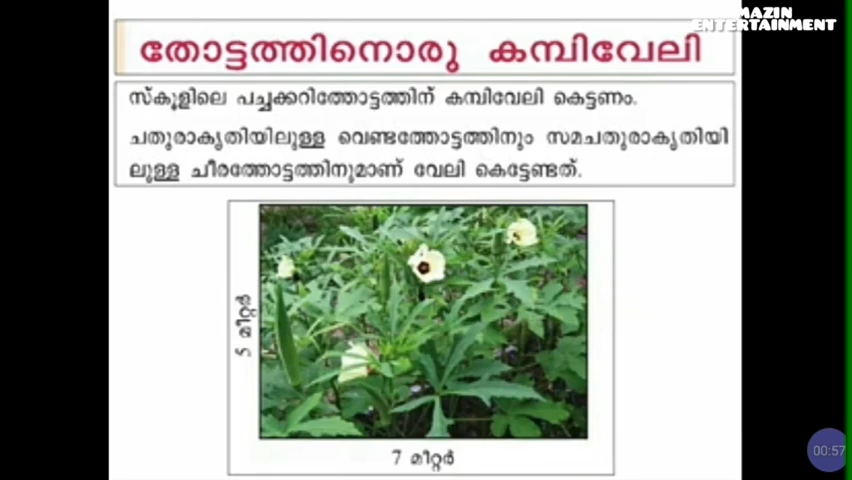 MAZIN
ENTERTAINMENT
തോട്ടത്തിനൊരു കമ്പിവേലി
സ്കൂളിലെ പച്ചക്കറിത്തോട്ടത്തിന് കമ്പിവേലി കെട്ടണം.
ചതുരാകൃതിയിലുള്ള വെണ്ടത്തോട്ടത്തിനും സമചതുരാകൃതിയി
ലുള്ള ചീരത്തോട്ടത്തിനുമാണ് വേലി കെട്ടേണ്ടത്.
5 മീറ്റർ
7 മീറ്റർ
00:57